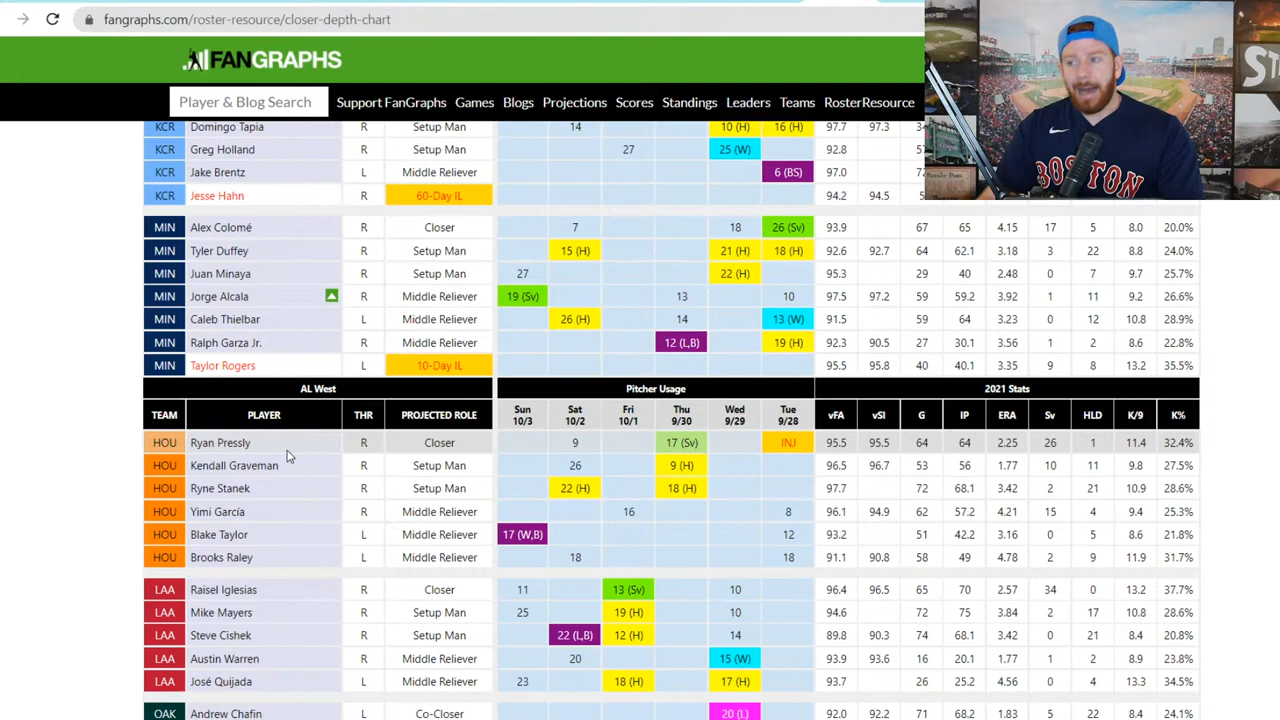 fangraphs.com/roster-resource/closer-depth-chart
FANGRAPHS
Player & Blog Search Support FanGraphs Games Blogs Projections Scores Standings Leaders Teams RosterResource
KCR Domingo Tapia R Setup Man 14 10 (H) 16 (H) 97.7 97.3
KCR Greg Holland R Setup Man 27 25 (W) 92.8
KCR Jake Brentz L Middle Reliever 6 (BS) 97.0
KCR Jesse Hahn R 60-Day IL 94.2 94.5
MIN Alex Colomé R Closer 7 18 26 (Sv) 93.9 67 65 4.15 17 5 8.0 20.0%
MIN Tyler Duffey R Setup Man 15 (H) 21 (H) 18 (H) 92.6 92.7 64 62.1 3.18 3 22 8.8 24.0%
MIN Juan Minaya R Setup Man 27 22 (H) 95.3 29 40 2.48 0 7 9.7 25.7%
MIN Jorge Alcala R Middle Reliever 19 (Sv) 13 10 97.5 97.2 59 59.2 3.92 1 11 9.2 26.6%
MIN Caleb Thielbar L Middle Reliever 26 (H) 14 13 (W) 91.5 59 64 3.23 0 12 10.8 28.9%
MIN Ralph Garza Jr. R Middle Reliever 12 (L,B) 19 (H) 92.3 90.5 27 30.1 3.56 1 2 8.6 22.8%
MIN Taylor Rogers L 10-Day IL 95.5 95.8 40 40.1 3.35 9 8 13.2 35.5%
AL West Pitcher Usage 2021 Stats
TEAM PLAYER THR PROJECTED ROLE Sun 10/3 Sat 10/2 Fri 10/1 Thu 9/30 Wed 9/29 Tue 9/28 vFA vSI G IP ERA Sv HLD K/9 K%
HOU Ryan Pressly R Closer 9 17 (Sv) INJ 95.5 95.5 64 64 2.25 26 1 11.4 32.4%
HOU Kendall Graveman R Setup Man 26 9 (H) 96.5 96.7 53 56 1.77 10 11 9.8 27.5%
HOU Ryne Stanek R Setup Man 22 (H) 18 (H) 97.7 72 68.1 3.42 2 21 10.9 28.6%
HOU Yimi García R Middle Reliever 16 8 96.1 94.9 62 57.2 4.21 15 4 9.4 25.3%
HOU Blake Taylor L Middle Reliever 17 (W,B) 12 93.2 51 42.2 3.16 0 6 8.6 21.8%
HOU Brooks Raley L Middle Reliever 18 18 91.1 90.8 58 49 4.78 2 9 11.9 31.7%
LAA Raisel Iglesias R Closer 11 13 (Sv) 10 96.4 96.5 65 70 2.57 34 0 13.2 37.7%
LAA Mike Mayers R Setup Man 25 19 (H) 10 94.6 72 75 3.84 2 17 10.8 28.6%
LAA Steve Cishek R Setup Man 22 (L,B) 12 (H) 14 89.8 90.3 74 68.1 3.42 0 21 8.4 20.8%
LAA Austin Warren R Middle Reliever 20 15 (W) 93.9 93.6 16 20.1 1.77 1 2 8.9 23.8%
LAA José Quijada L Middle Reliever 23 18 (H) 17 (H) 93.7 26 25.2 4.56 0 4 13.3 34.5%
OAK Andrew Chafin L Co-Closer 20 (L) 92.0 92.2 71 68.2 1.83 5 8.4 24.1%
BOSTON